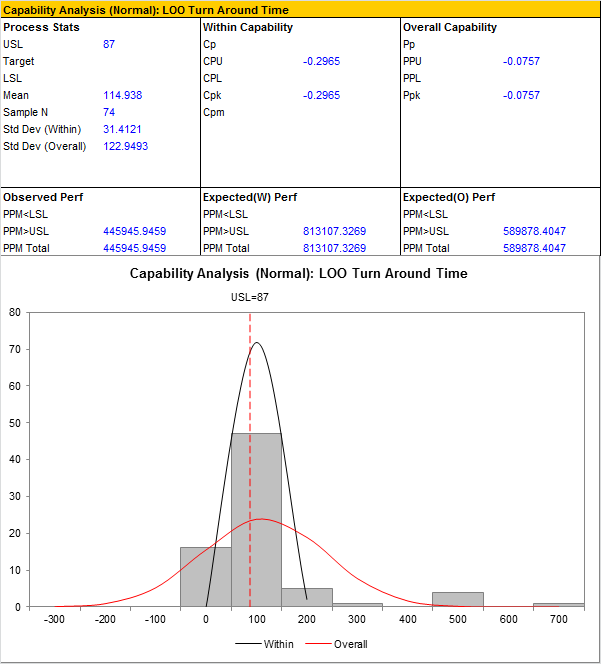 Capability Analysis (Normal): LOO Turn Around Time
Process Stats Within Capability Overall Capability
USL 87 Cp Pp
Target CPU -0.2965 PPU -0.0757
LSL CPL PPL
Mean 114.938 Cpk -0.2965 Ppk -0.0757
Sample N 74 Cpm
Std Dev (Within) 31.4121
Std Dev (Overall) 122.9493
Observed Perf Expected(W) Perf Expected(O) Perf
PPM<LSL PPM<LSL PPM<LSL
PPM>USL 445945.9459 PPM>USL 813107.3269 PPM>USL 589878.4047
PPM Total 445945.9459 PPM Total 813107.3269 PPM Total 589878.4047
Capability Analysis (Normal): LOO Turn Around Time
USL=87
80
70
60
50
40
30
20
10
0
-300 -200 -100 0 100 200 300 400 500 600 700
Within Overall